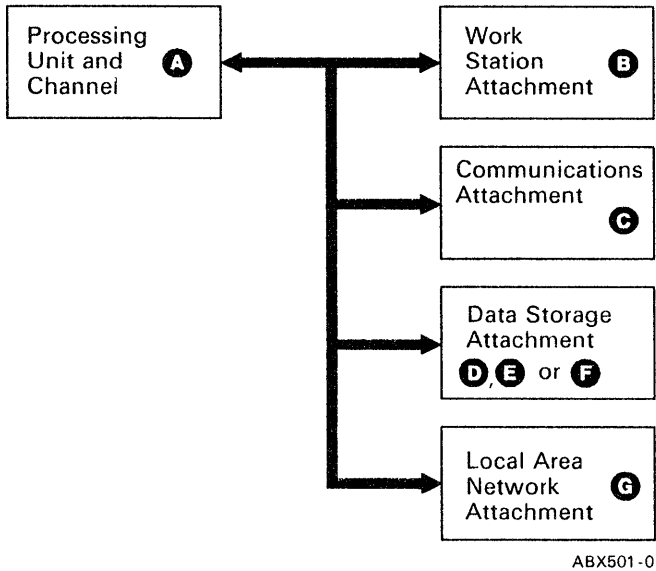 Processing
Unit and A
Channel
Work
Station B
Attachment
Communications
Attachment
C
Data Storage
Attachment
D, E or F
Local Area
Network G
Attachment
ABX501-0